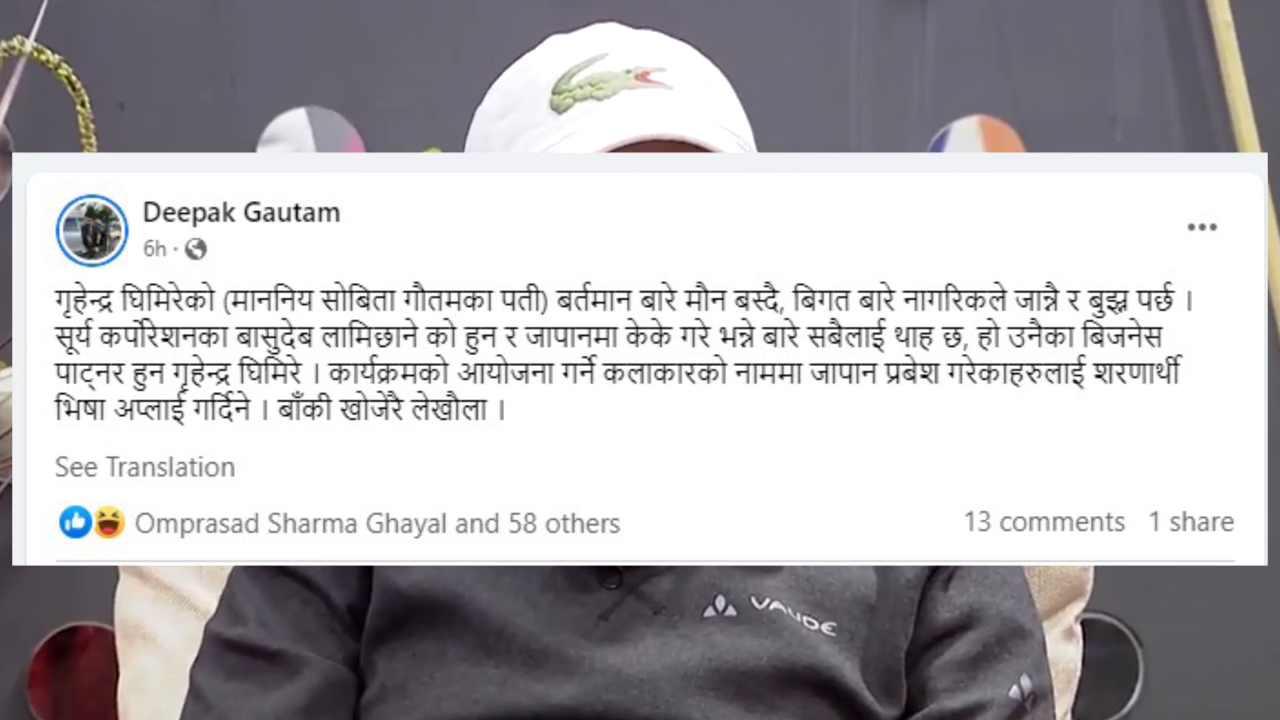 Deepak Gautam
6h ·
गृहेन्द्र घिमिरेको (माननिय सोबिता गौतमका पती) बर्तमान बारे मौन बस्दै, बिगत बारे नागरिकले जान्नै र बुझ्न पर्छ ।
सूर्य कर्पोरेशनका बासुदेब लामिछाने को हुन र जापानमा केके गरे भन्ने बारे सबैलाई थाह छ, हो उनैका बिजनेस
पाट्नर हुन गृहेन्द्र घिमिरे । कार्यक्रमको आयोजना गर्ने कलाकारको नाममा जापान प्रबेश गरेकाहरुलाई शरणार्थी
भिषा अप्लाई गर्दिने । बाँकी खोजेरै लेखौला ।
See Translation
Omprasad Sharma Ghayal and 58 others 13 comments 1 share
VAUDE